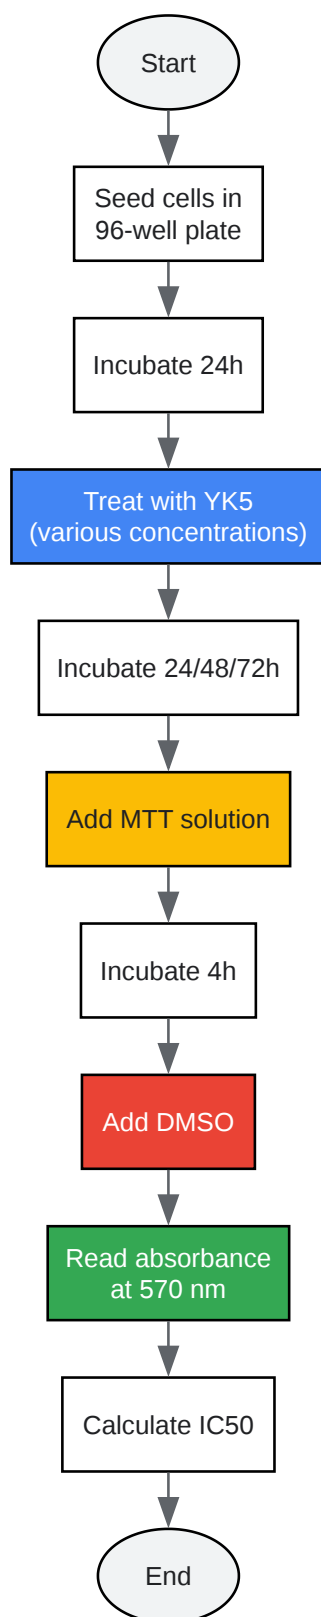 Start
Seed cells in
96-well plate
Incubate 24h
Treat with YK5
(various concentrations)
Incubate 24/48/72h
Add MTT solution
Incubate 4h
Add DMSO
Read absorbance
at 570 nm
Calculate IC50
End